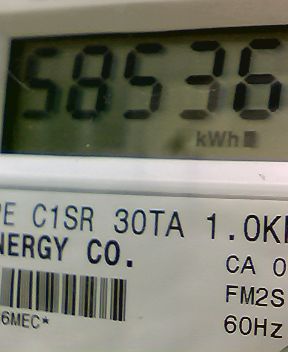 58536
kWh
PE C1SR 30TA 1.0K
NERGY CO.
CA 0
FM2S
6MEC*
60Hz